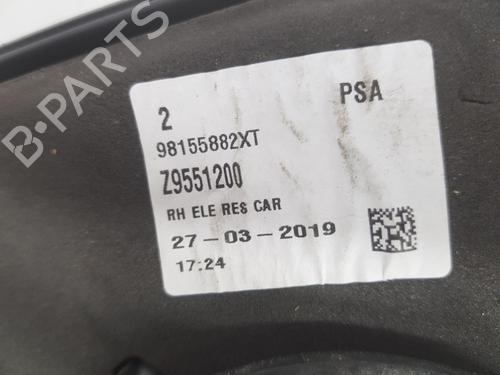 2 PSA
98155882XT
Z9551200
RH ELE RES CAR
27-03-2019
17:24
B-PARTS